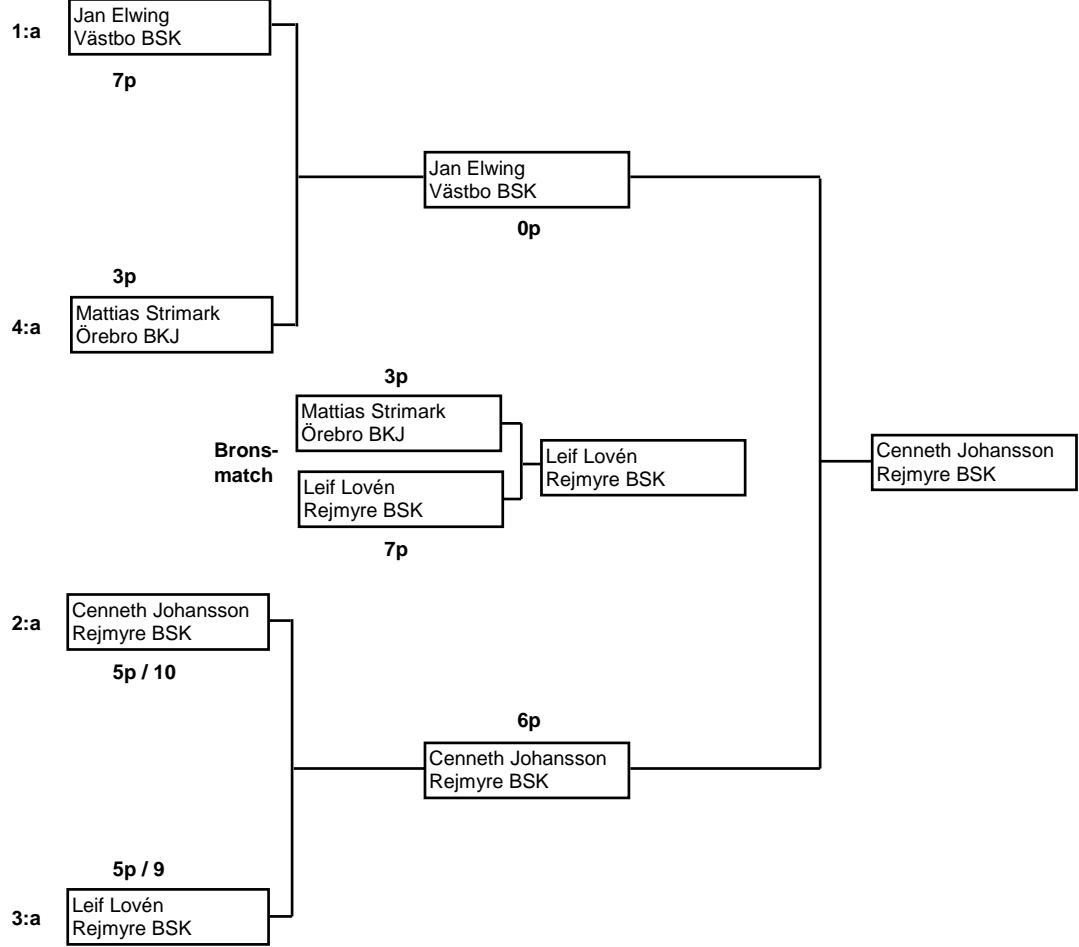 1:a
Jan Elwing
Västbo BSK
7p
Jan Elwing
Västbo BSK
0p
3p
4:a
Mattias Strimark
Örebro BKJ
3p
Mattias Strimark
Örebro BKJ
Brons-
match
Leif Lovén
Rejmyre BSK
Leif Lovén
Rejmyre BSK
7p
Cenneth Johansson
Rejmyre BSK
2:a
Cenneth Johansson
Rejmyre BSK
5p / 10
6p
Cenneth Johansson
Rejmyre BSK
5p / 9
3:a
Leif Lovén
Rejmyre BSK